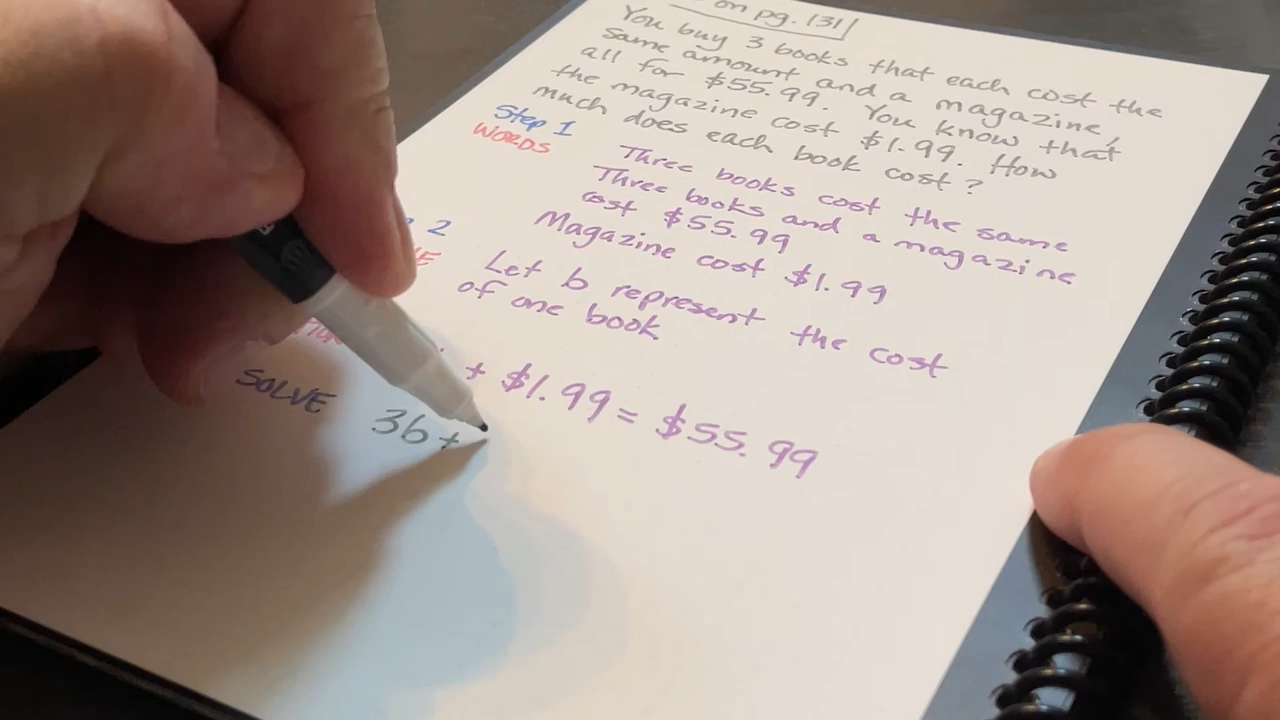 on pg. 131
You buy 3 books that each cost the
same amount and a magazine,
all for $55.99. You know that
the magazine cost $1.99. How
much does each book cost?
Step 1
WORDS
Three books cost the same
Three books and a magazine
cost $55.99
Magazine cost $1.99
2
Let b represent the cost
of one book
+ $1.99 = $55.99
SOLVE 3b +